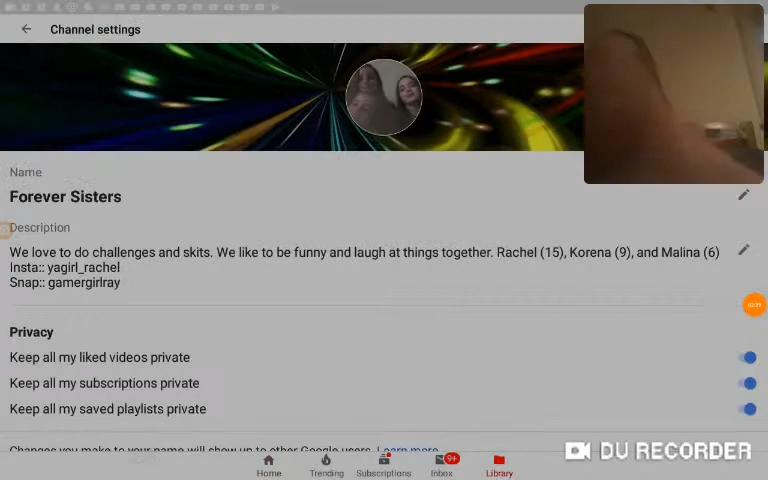 Channel settings
Name
Forever Sisters
Description
We love to do challenges and skits. We like to be funny and laugh at things together. Rachel (15), Korena (9), and Malina (6)
Insta:: yagirl_rachel
Snap:: gamergirlray
Privacy
Keep all my liked videos private
Keep all my subscriptions private
Keep all my saved playlists private
Changes you make to your name will show up to other Google users. Learn more
DU RECORDER
9+
Home Trending Subscriptions Inbox Library